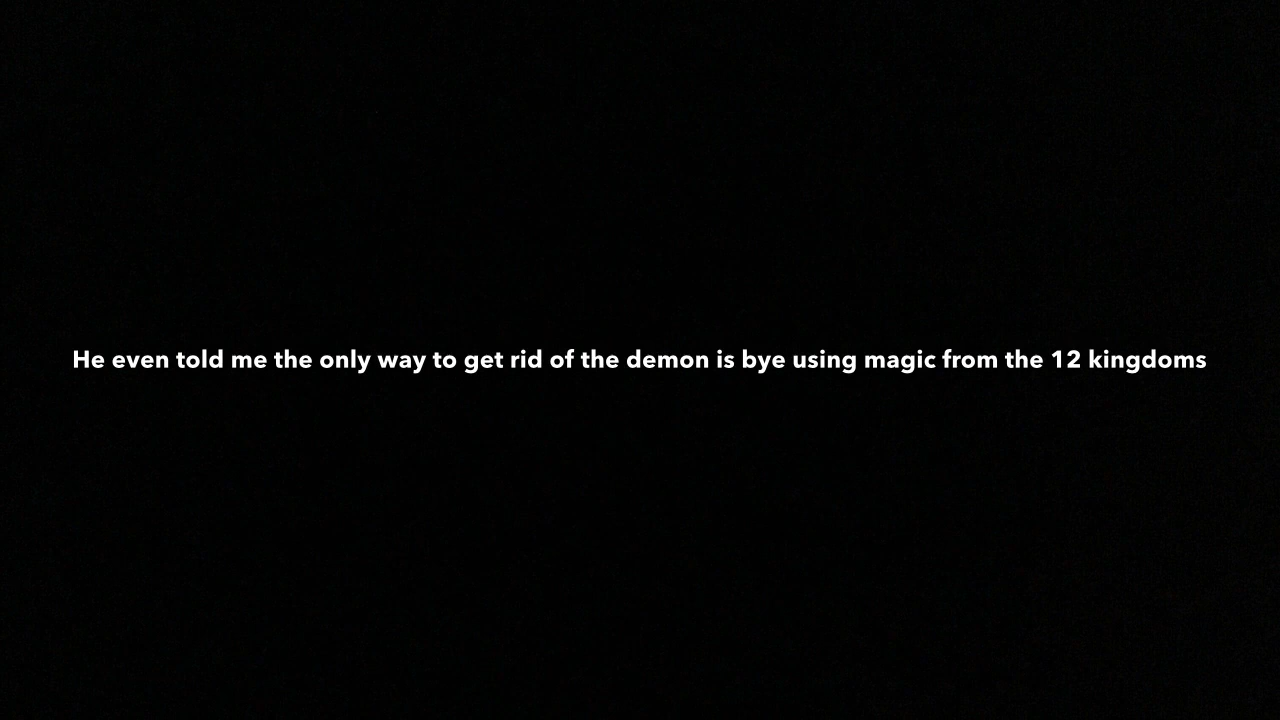 He even told me the only way to get rid of the demon is bye using magic from the 12 kingdoms